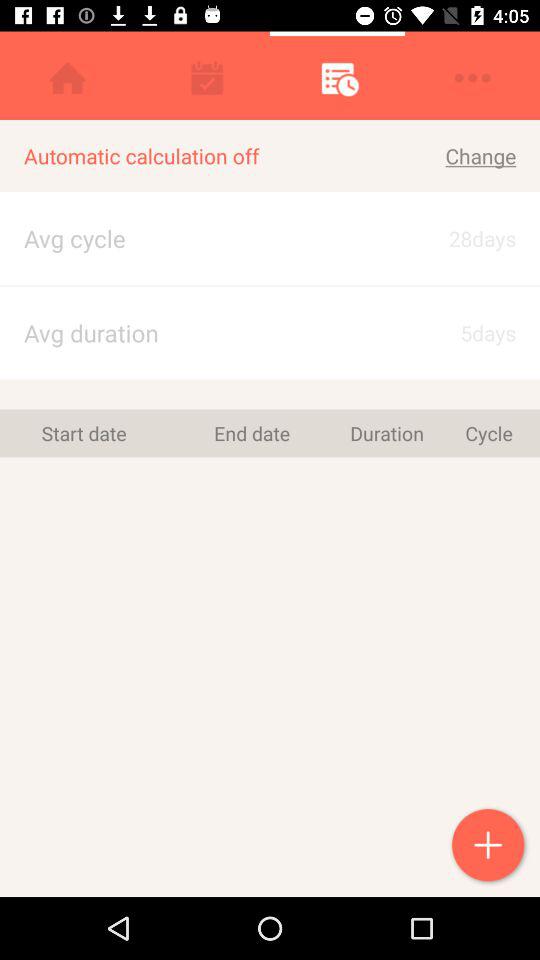 4:05
Automatic calculation off Change
Avg cycle 28days
Avg duration 5days
Start date End date Duration Cycle